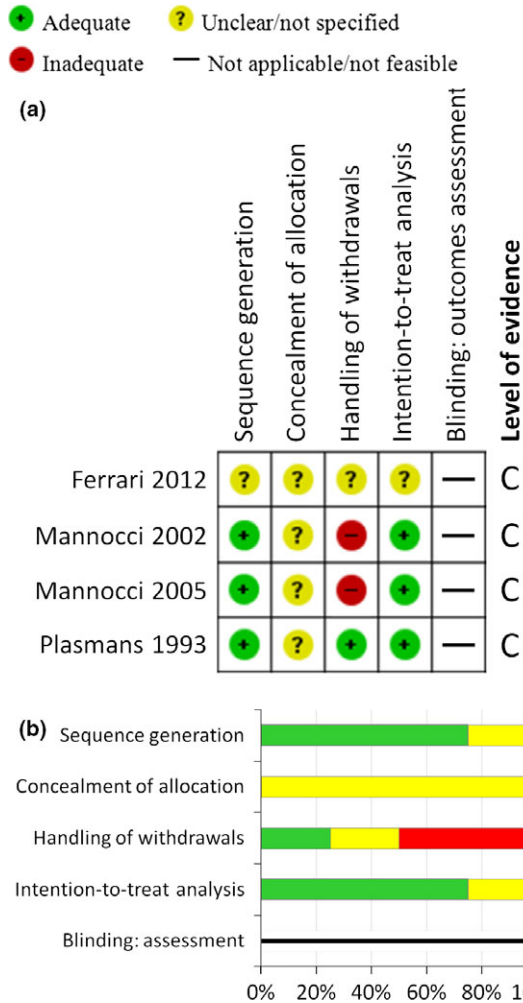 Adequate
? Unclear/not specified
Inadequate
Not applicable/not feasible
(a)
Sequence generation
Concealment of allocation
Handling of withdrawals
Intention-to-treat analysis
Blinding: outcomes assessment
Level of evidence
Ferrari 2012 ? ? ? ? — C
Mannocci 2002 + ? − + — C
Mannocci 2005 + ? − + — C
Plasmans 1993 + ? + + — C
(b)
Sequence generation
Concealment of allocation
Handling of withdrawals
Intention-to-treat analysis
Blinding: assessment
0% 20% 40% 60% 80%